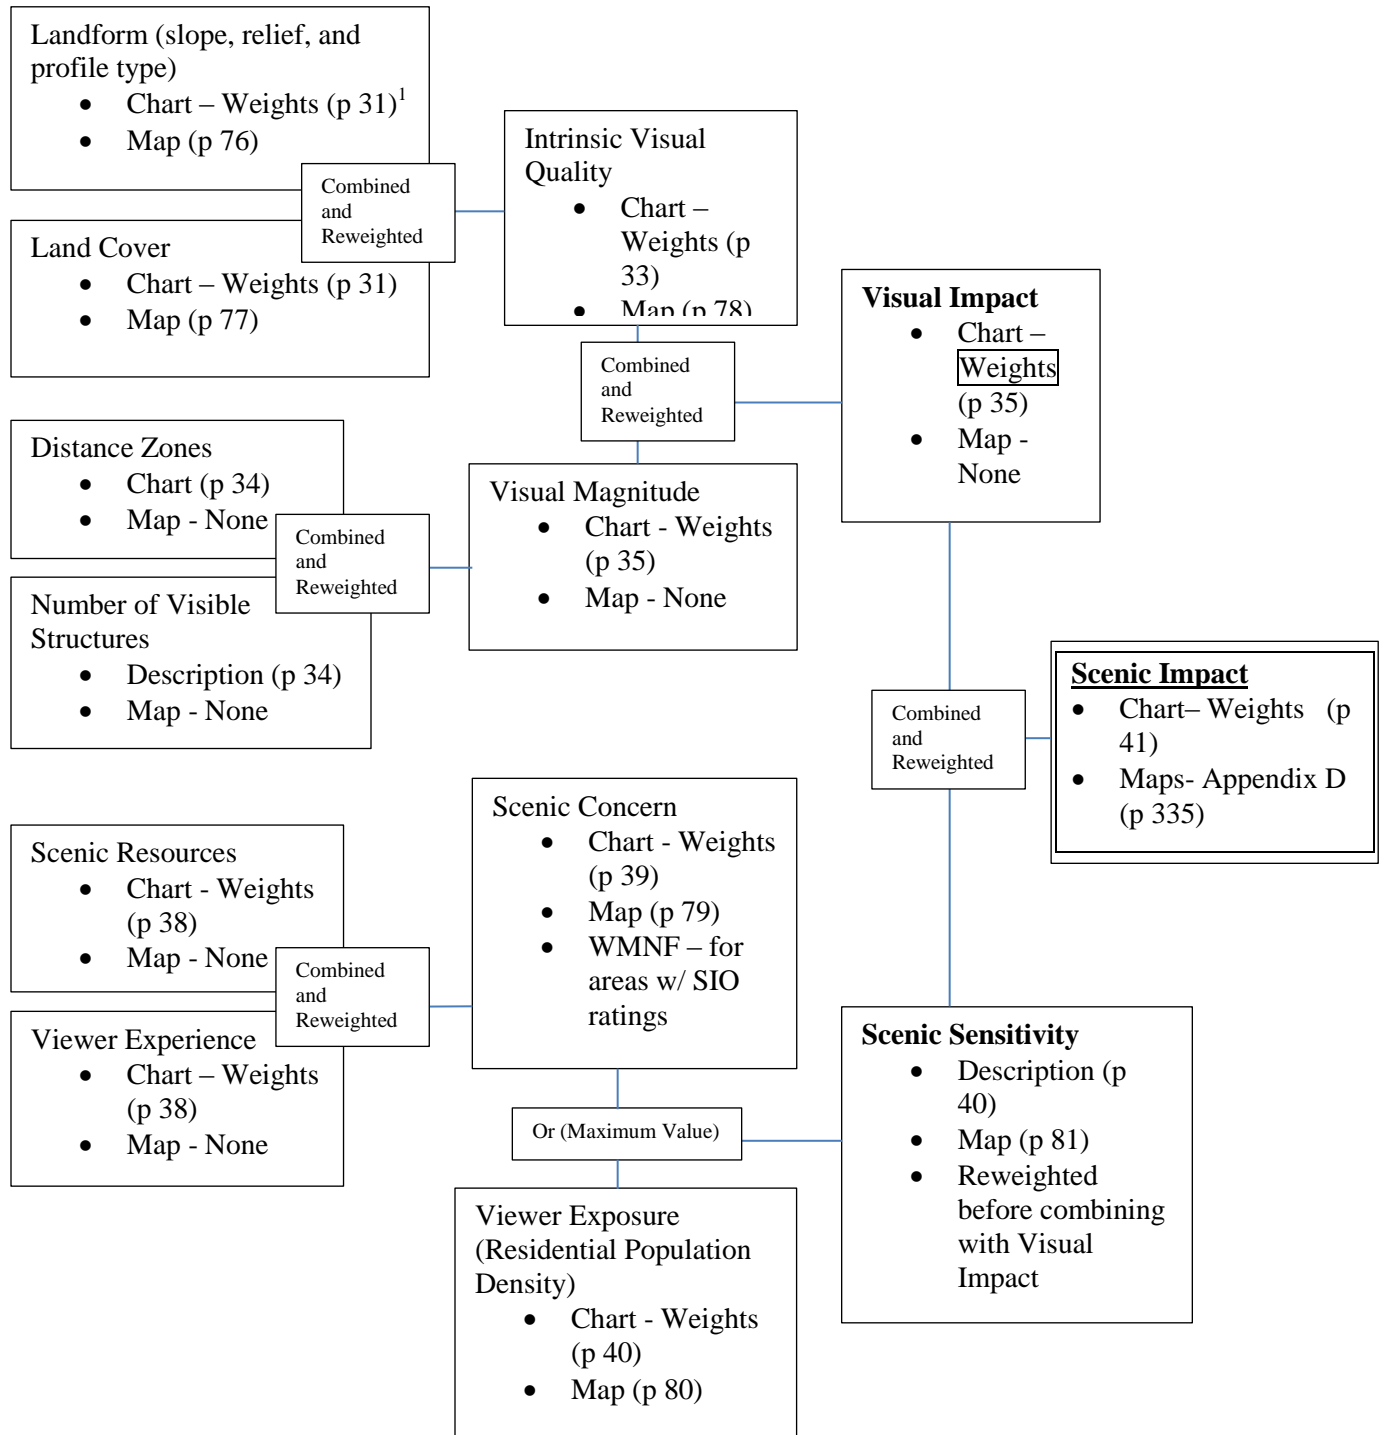 Landform (slope, relief, and
profile type)
• Chart – Weights (p 31)1
• Map (p 76)
Combined
and
Reweighted
Land Cover
• Chart – Weights (p 31)
• Map (p 77)
Intrinsic Visual
Quality
• Chart –
Weights (p
33)
• Map (p 78)
Combined
and
Reweighted
Visual Impact
• Chart –
Weights
(p 35)
• Map -
None
Distance Zones
• Chart (p 34)
• Map - None
Combined
and
Reweighted
Number of Visible
Structures
• Description (p 34)
• Map - None
Visual Magnitude
• Chart - Weights
(p 35)
• Map - None
Combined
and
Reweighted
Scenic Impact
• Chart– Weights (p
41)
• Maps- Appendix D
(p 335)
Scenic Resources
• Chart - Weights
(p 38)
• Map - None
Combined
and
Reweighted
Viewer Experience
• Chart – Weights
(p 38)
• Map - None
Scenic Concern
• Chart - Weights
(p 39)
• Map (p 79)
• WMNF – for
areas w/ SIO
ratings
Or (Maximum Value)
Viewer Exposure
(Residential Population
Density)
• Chart - Weights
(p 40)
• Map (p 80)
Scenic Sensitivity
• Description (p
40)
• Map (p 81)
• Reweighted
before combining
with Visual
Impact